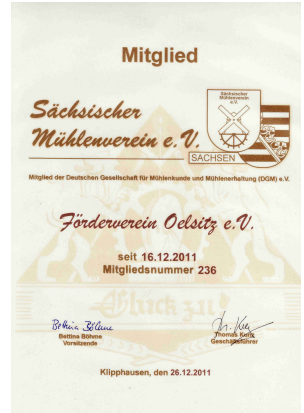 Mitglied
Sächsischer
Mühlenverein e.V.
Sächsischer
Mühlenverein
e.V.
SACHSEN
Mitglied der Deutschen Gesellschaft für Mühlenkunde und Mühlenerhaltung (DGM) e.V.
Förderverein Oelsitz e.V.
seit 16.12.2011
Mitgliedsnummer 236
Glück zu!
Bettina Böhme
Bettina Böhme
Vorsitzende
Thomas Kunz
Geschäftsführer
Klipphausen, den 26.12.2011